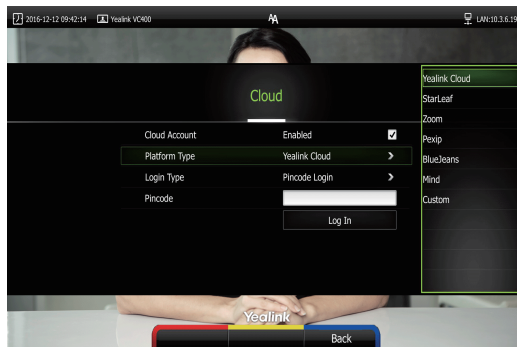 2016-12-12 09:42:14 Yealink VC400 AA LAN:10.3.6.19
Cloud
Cloud Account Enabled
Platform Type Yealink Cloud
Login Type Pincode Login
Pincode
Log In
Yealink Cloud
StarLeaf
Zoom
Pexip
BlueJeans
Mind
Custom
Yealink
Back